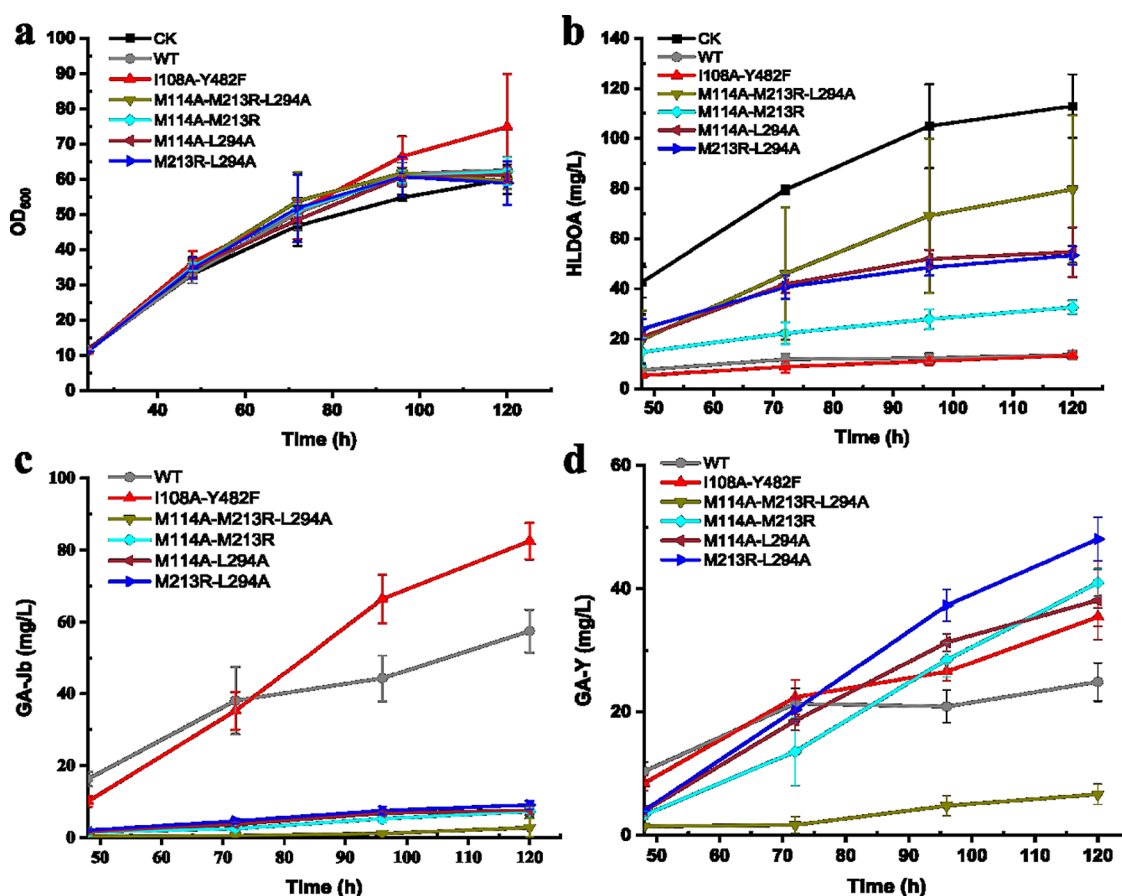 a
100
90
80
70
60
50
40
30
20
10
0
OD600
CK
WT
I108A-Y482F
M114A-M213R-L294A
M114A-M213R
M114A-L294A
M213R-L294A
40
60
80
100
120
Time (h)
b
140
120
100
80
60
40
20
0
HLDOA (mg/L)
CK
WT
I108A-Y482F
M114A-M213R-L294A
M114A-M213R
M114A-L294A
M213R-L294A
50
60
70
80
90
100
110
120
Time (h)
c
100
80
60
40
20
0
GA-Jb (mg/L)
WT
I108A-Y482F
M114A-M213R-L294A
M114A-M213R
M114A-L294A
M213R-L294A
50
60
70
80
90
100
110
120
Time (h)
d
60
40
20
0
GA-Y (mg/L)
WT
I108A-Y482F
M114A-M213R-L294A
M114A-M213R
M114A-L294A
M213R-L294A
50
60
70
80
90
100
110
120
Time (h)